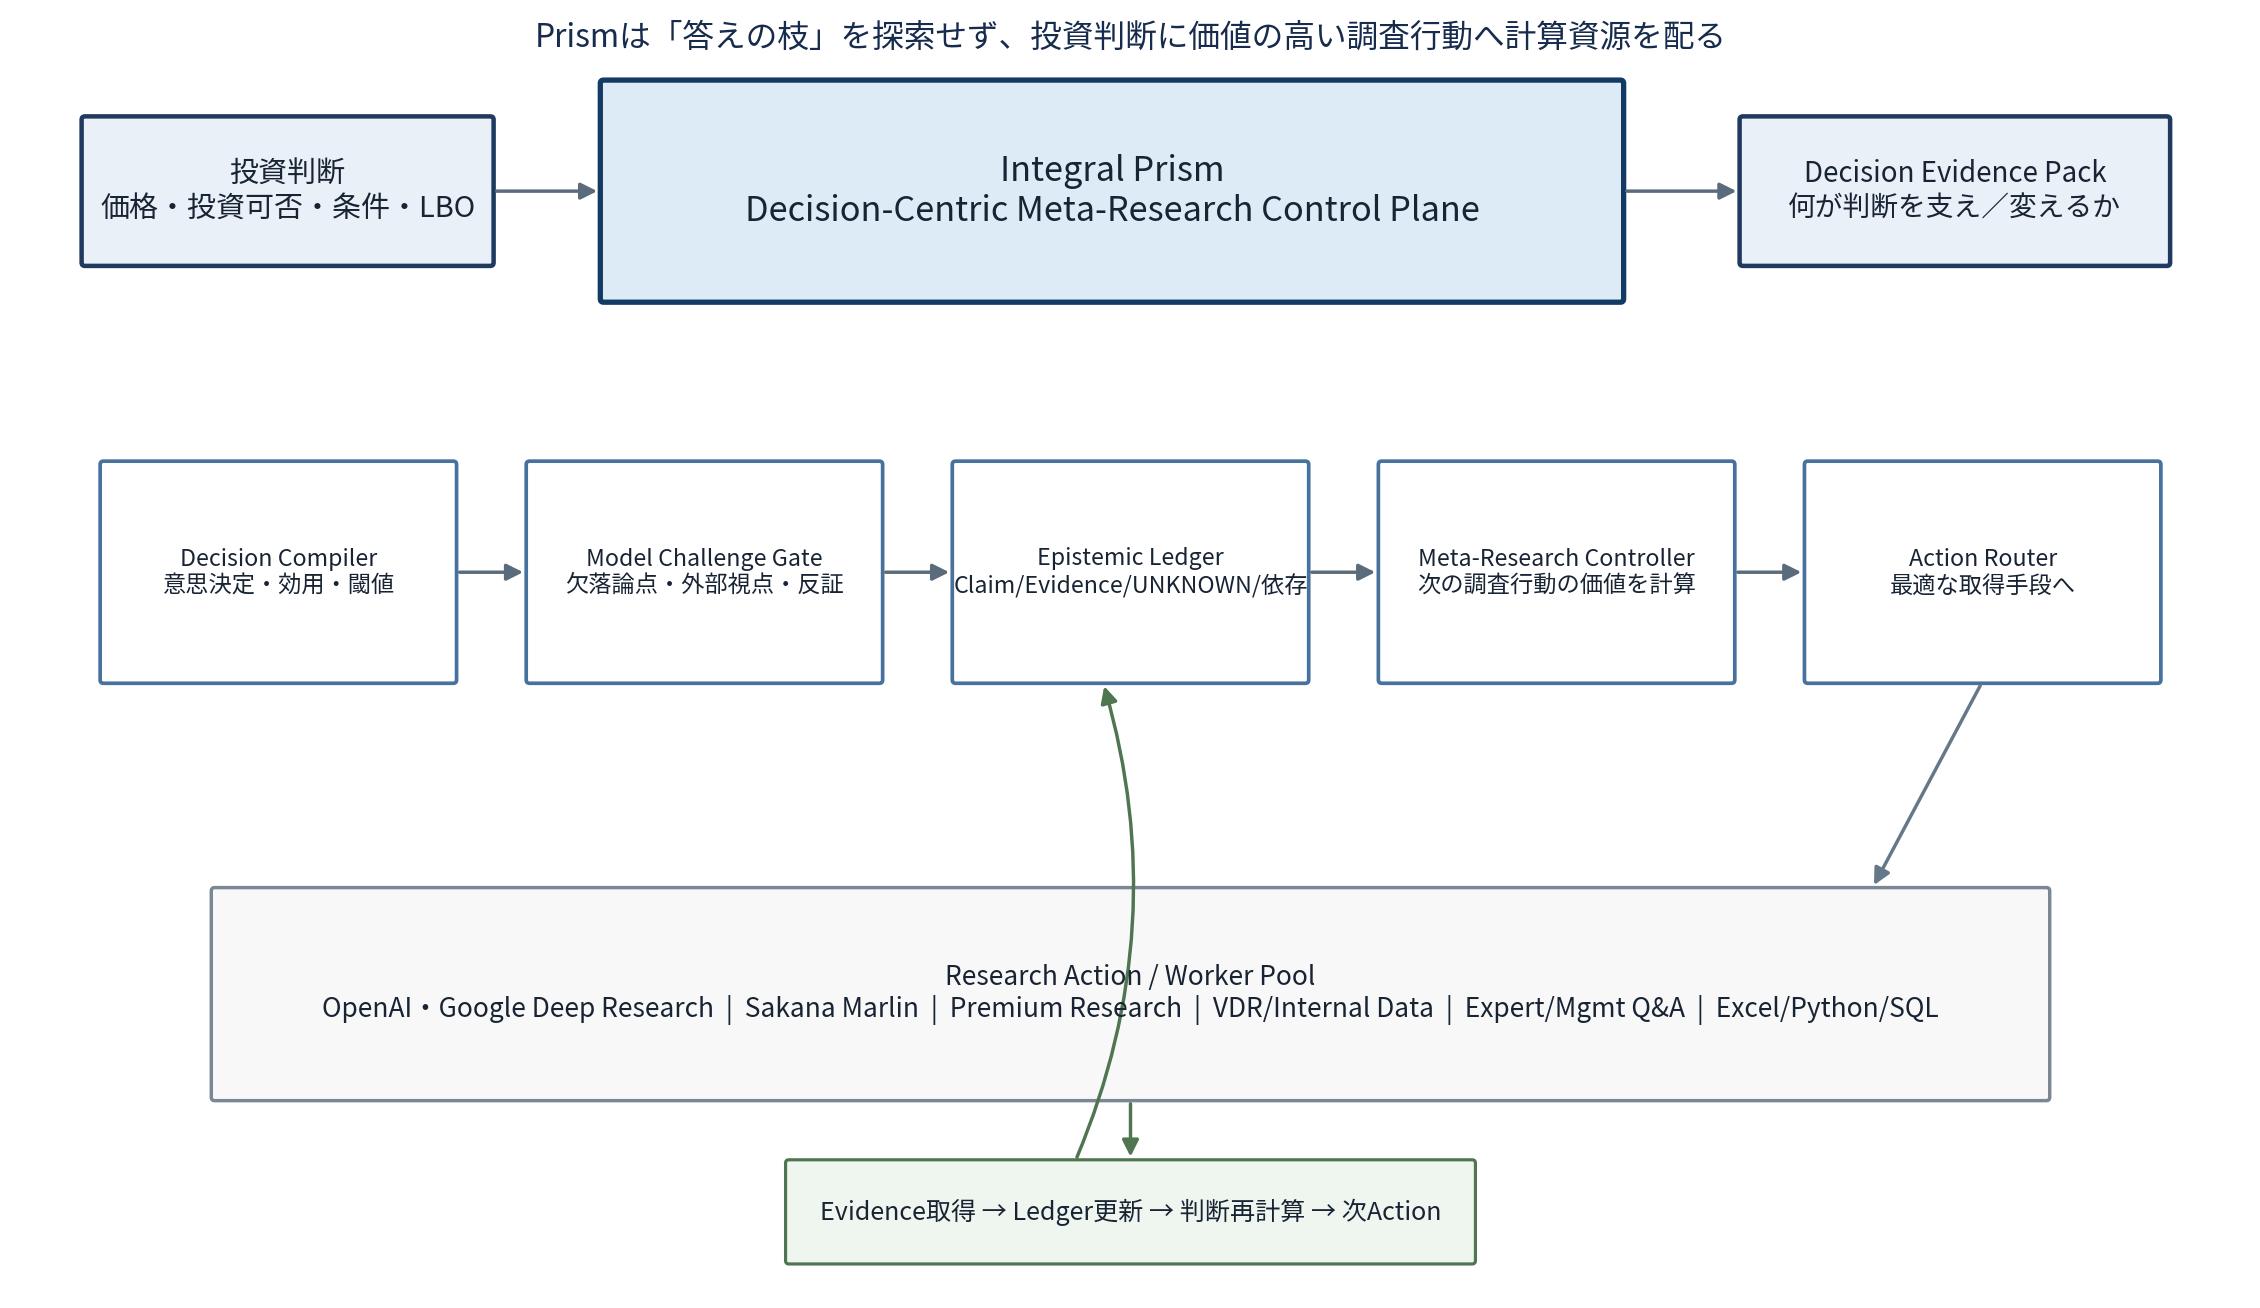 Prismは「答えの枝」を探索せず、投資判断に価値の高い調査行動へ計算資源を配る
投資判断
価格・投資可否・条件・LBO
Integral Prism
Decision-Centric Meta-Research Control Plane
Decision Evidence Pack
何が判断を支え／変えるか
Decision Compiler
意思決定・効用・閾値
Model Challenge Gate
欠落論点・外部視点・反証
Epistemic Ledger
Claim/Evidence/UNKNOWN/依存
Meta-Research Controller
次の調査行動の価値を計算
Action Router
最適な取得手段へ
Research Action / Worker Pool
OpenAI・Google Deep Research｜Sakana Marlin｜Premium Research｜VDR/Internal Data｜Expert/Mgmt Q&A｜Excel/Python/SQL
Evidence取得 → Ledger更新 → 判断再計算 → 次Action